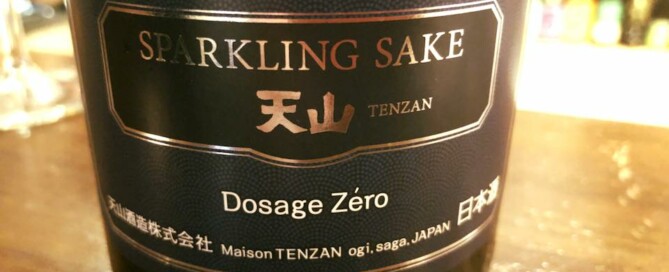 SPARKLING SAKE
天山 TENZAN
Dosage Zéro
天山酒造株式会社 Maison TENZAN ogi, saga, JAPAN 日本酒